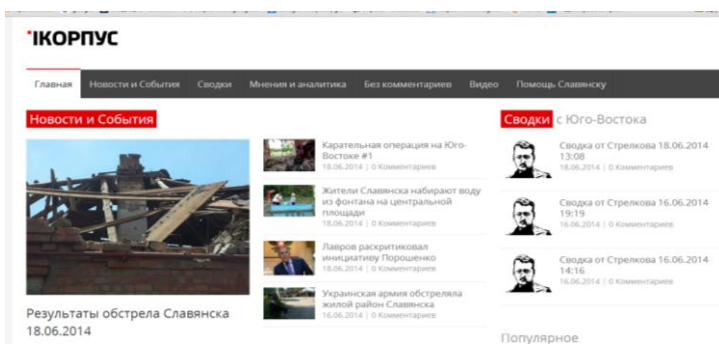 ІКОРПУС
Главная Новости и События Сводки Мнения и аналитика Без комментариев Видео Помощь Славянску
Новости и События
Результаты обстрела Славянска
18.06.2014
Карательная операция на Юго-
Востоке #1
18.06.2014 | 0 Комментариев
Жители Славянска набирают воду
из фонтана на центральной
площади
18.06.2014 | 0 Комментариев
Лавров раскритиковал
инициативу Порошенко
18.06.2014 | 0 Комментариев
Украинская армия обстреляла
жилой район Славянска
16.06.2014 | 0 Комментариев
Сводки с Юго-Востока
Сводка от Стрелкова 18.06.2014
13:08
18.06.2014 | 0 Комментариев
Сводка от Стрелкова 16.06.2014
19:19
16.06.2014 | 0 Комментариев
Сводка от Стрелкова 16.06.2014
14:16
16.06.2014 | 0 Комментариев
Популярное